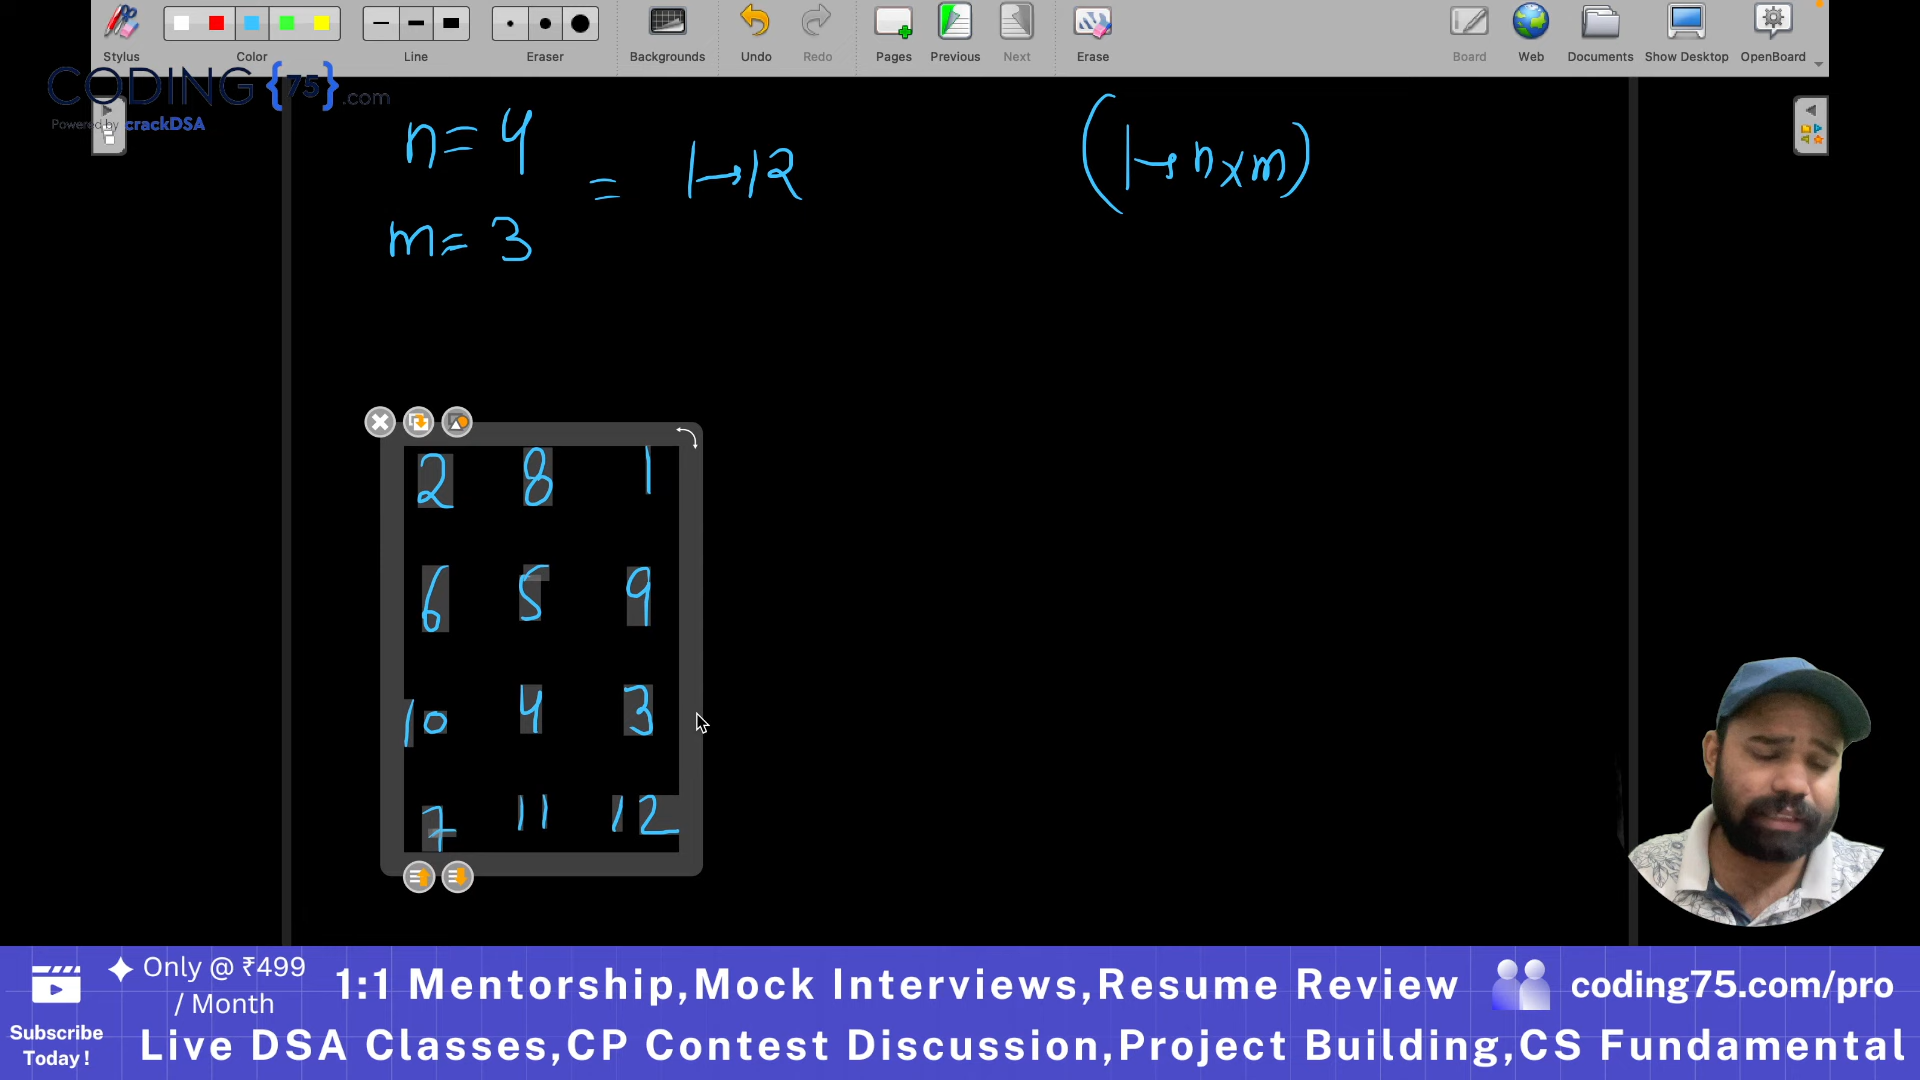 Stylus Color Line Eraser Backgrounds Undo Redo Pages Previous Next Erase Board Web Documents Show Desktop OpenBoard
CODING {75} .com
Powered by crackDSA
n = 4
= 1→12
(1→n×m)
m = 3
2 8 1
6 5 9
10 4 3
7 11 12
Subscribe Today !
Only @ ₹499 / Month
1:1 Mentorship,Mock Interviews,Resume Review
coding75.com/pro
Live DSA Classes,CP Contest Discussion,Project Building,CS Fundamental